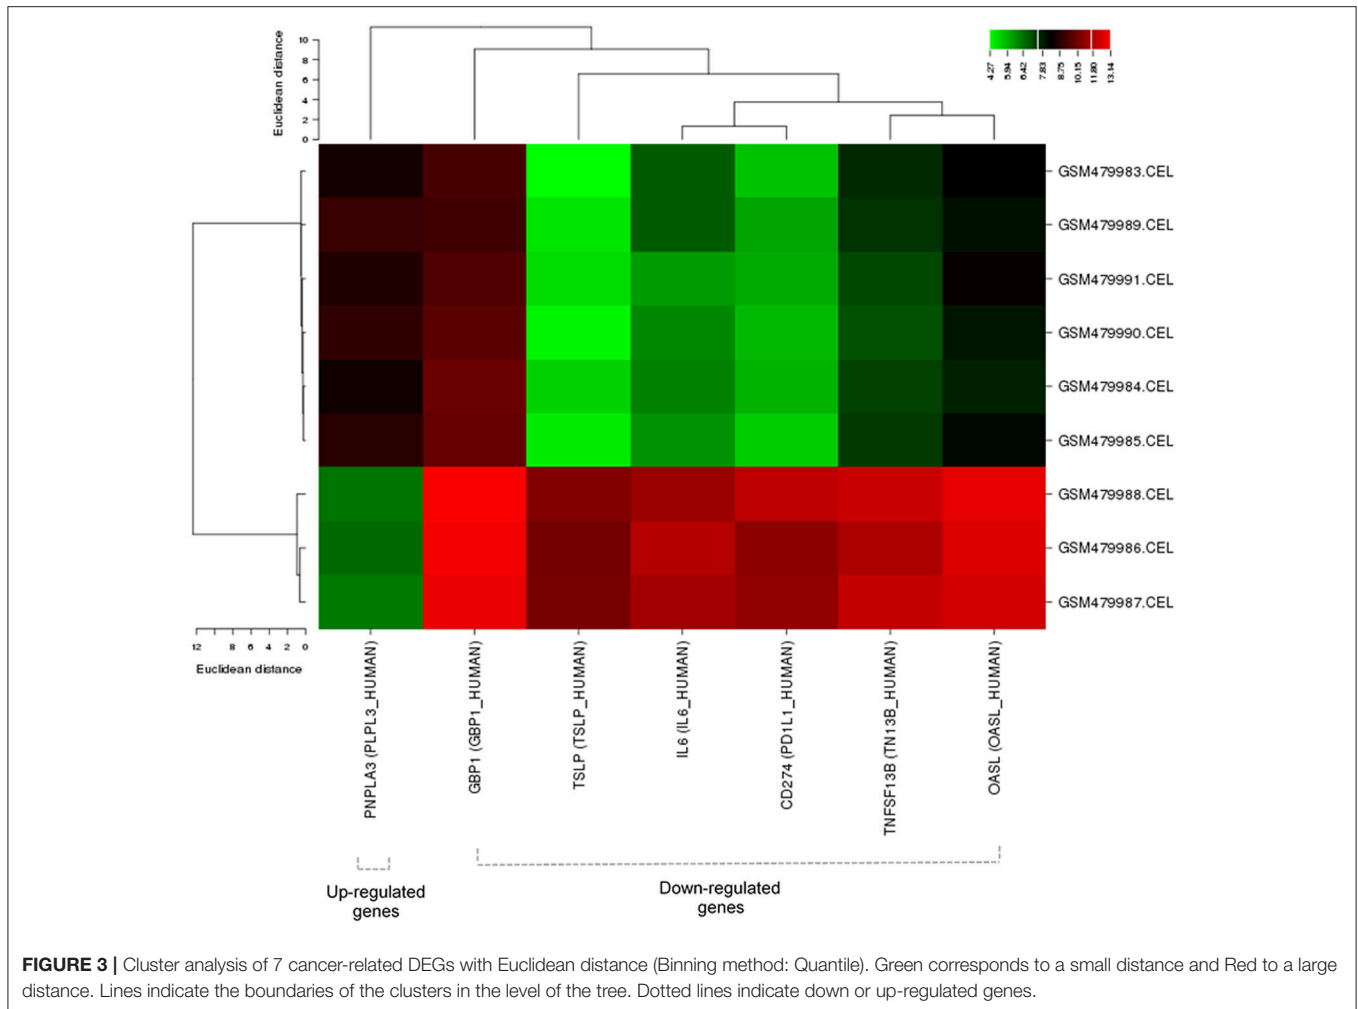 Euclidean distance
10
8
6
4
2
0
4.27
5.94
6.42
7.83
8.75
10.15
11.80
13.14
GSM479983.CEL
GSM479989.CEL
GSM479991.CEL
GSM479990.CEL
GSM479984.CEL
GSM479985.CEL
GSM479988.CEL
GSM479986.CEL
GSM479987.CEL
12 8 6 4 2 0
Euclidean distance
PNPLA3 (PLPL3_HUMAN)
GBP1 (GBP1_HUMAN)
TSLP (TSLP_HUMAN)
IL6 (IL6_HUMAN)
CD274 (PD1L1_HUMAN)
TNFSF13B (TN13B_HUMAN)
OASL (OASL_HUMAN)
Up-regulated
genes
Down-regulated
genes
FIGURE 3 | Cluster analysis of 7 cancer-related DEGs with Euclidean distance (Binning method: Quantile). Green corresponds to a small distance and Red to a large
distance. Lines indicate the boundaries of the clusters in the level of the tree. Dotted lines indicate down or up-regulated genes.